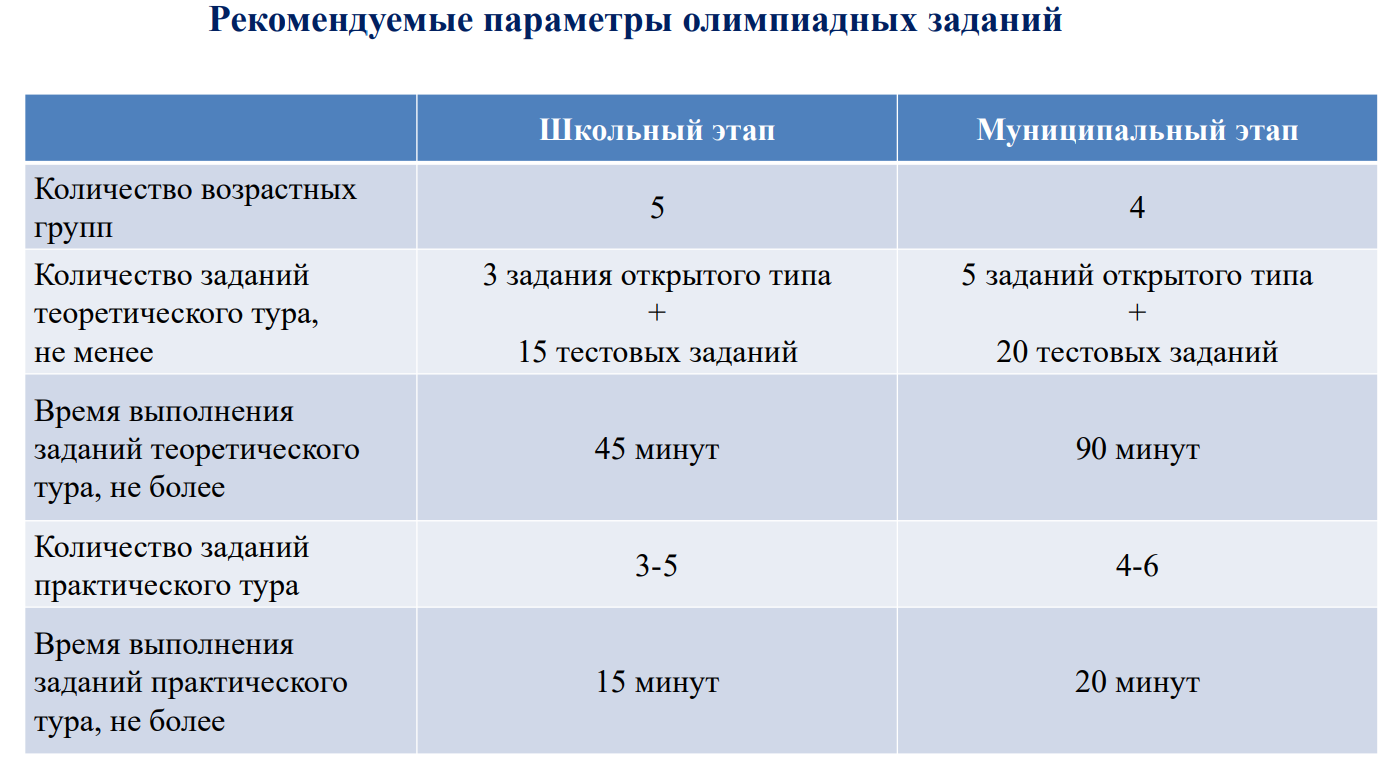 Рекомендуемые параметры олимпиадных заданий
Школьный этап
Муниципальный этап
Количество возрастных
групп
5
4
Количество заданий
теоретического тура,
не менее
3 задания открытого типа
+
15 тестовых заданий
5 заданий открытого типа
+
20 тестовых заданий
Время выполнения
заданий теоретического
тура, не более
45 минут
90 минут
Количество заданий
практического тура
3-5
4-6
Время выполнения
заданий практического
тура, не более
15 минут
20 минут